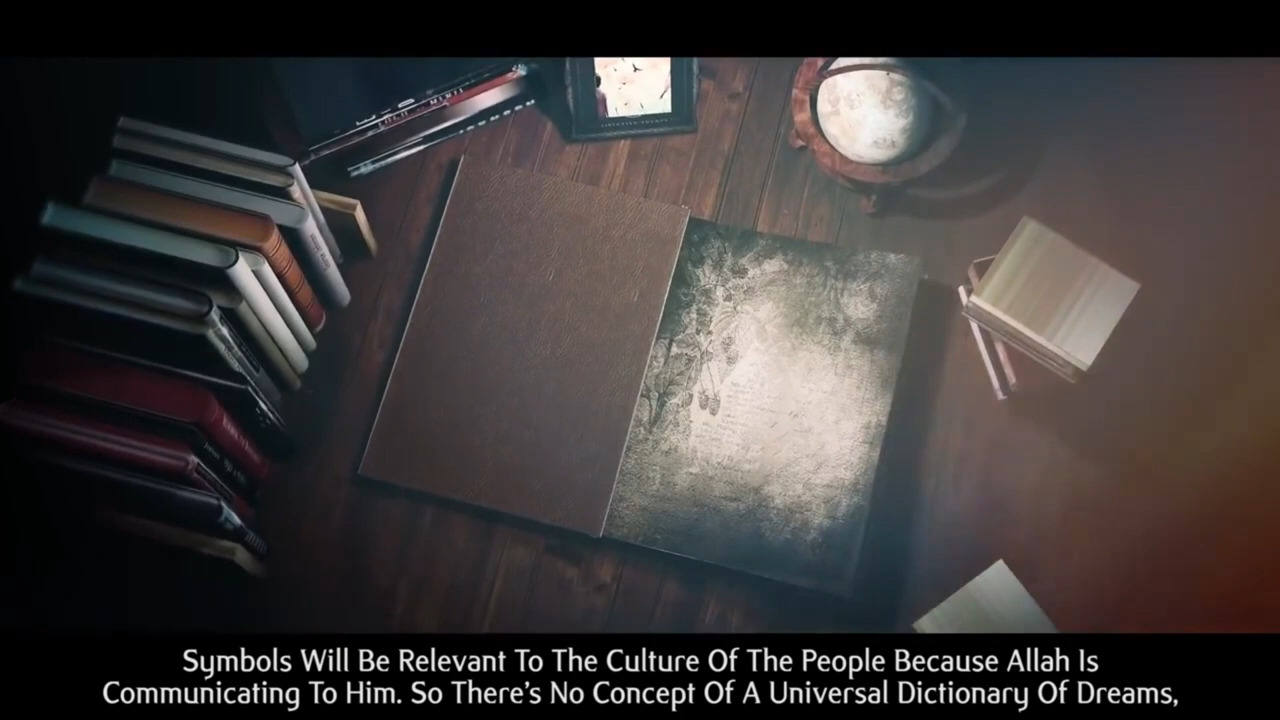 Symbols Will Be Relevant To The Culture Of The People Because Allah Is
Communicating To Him. So There's No Concept Of A Universal Dictionary Of Dreams,